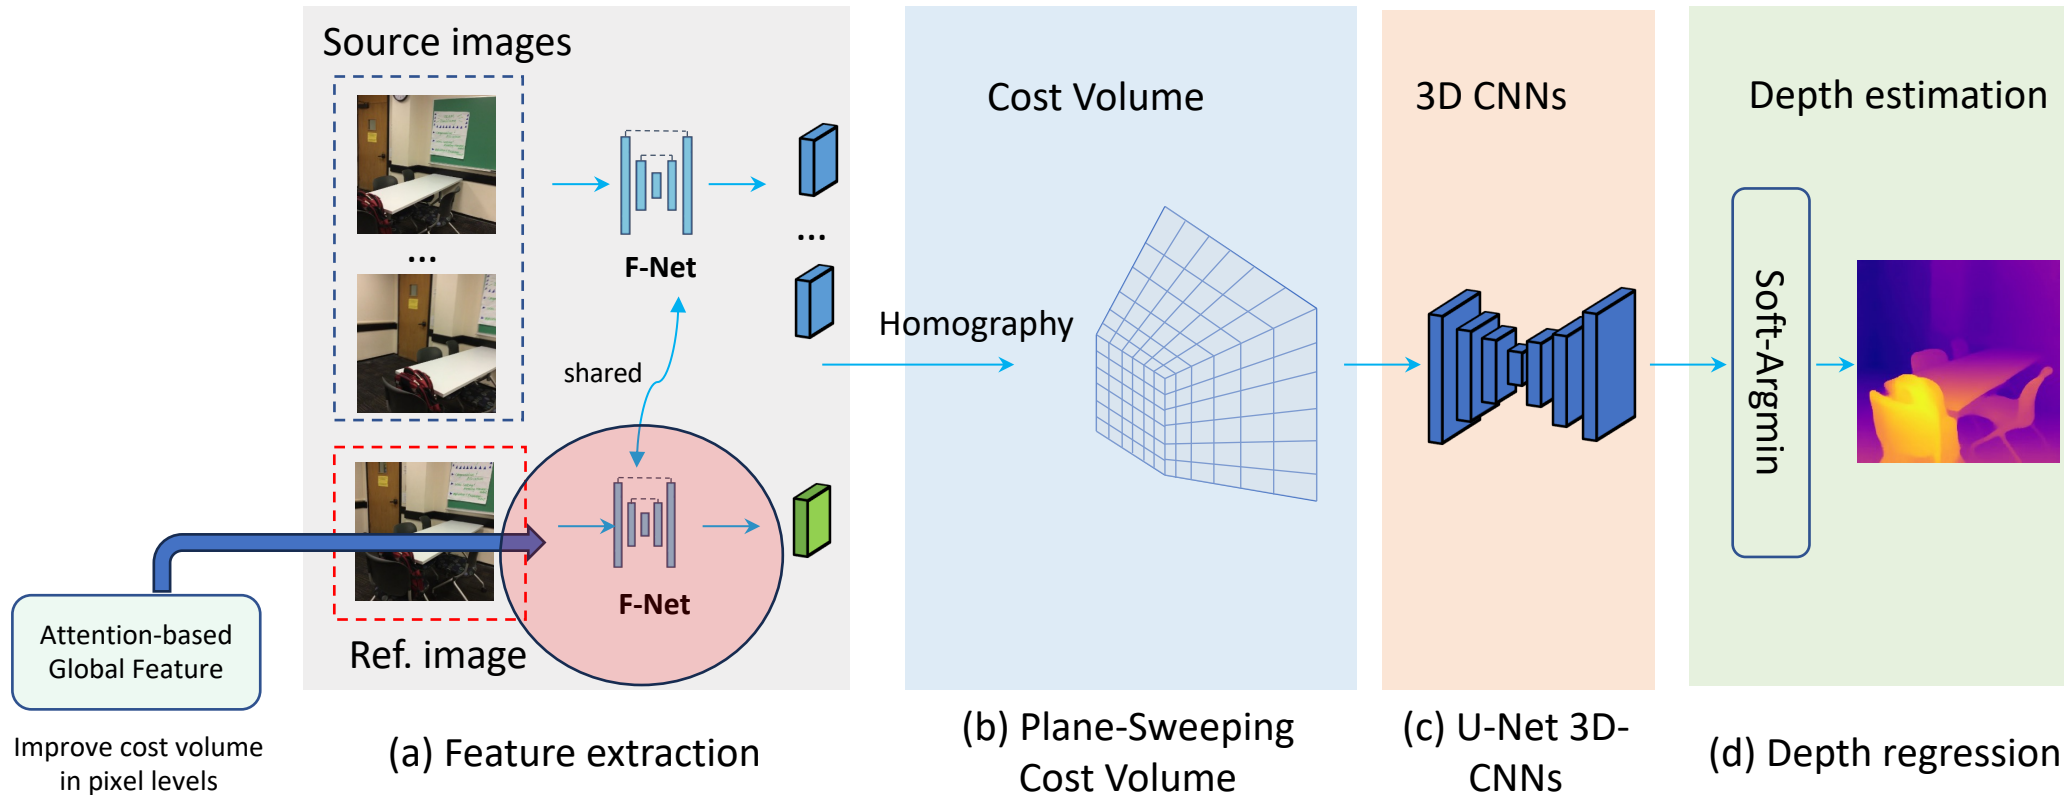 Source images
...
F-Net
...
shared
F-Net
Ref. image
Attention-based
Global Feature
Improve cost volume
in pixel levels
(a) Feature extraction
Cost Volume
Homography
(b) Plane-Sweeping
Cost Volume
3D CNNs
(c) U-Net 3D-
CNNs
Depth estimation
Soft-Argmin
(d) Depth regression